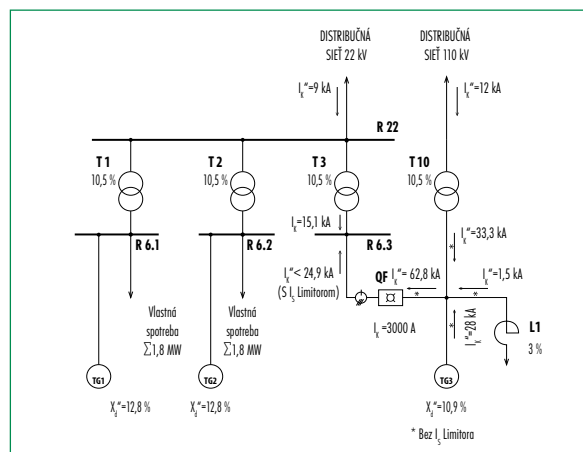 DISTRIBUČNÁ
SIEŤ 22 kV
DISTRIBUČNÁ
SIEŤ 110 kV
I_K“=9 kA
I_K“=12 kA
R 22
T 1
10,5 %
T 2
10,5 %
T 3
10,5 %
T 10
10,5 %
I_K=15,1 kA
R 6.1
R 6.2
R 6.3
I_K“=33,3 kA
*
I_K“< 24,9 kA
(S I_S Limitorom)
QF
I_K“= 62,8 kA
*
I_K“=1,5 kA
*
Vlastná
spotreba
∑1,8 MW
Vlastná
spotreba
∑1,8 MW
I_K =3000 A
*
I_K“=28 kA
L1
3 %
TG1
TG2
TG3
X_d“=12,8 %
X_d“=12,8 %
X_d“=10,9 %
* Bez I_S Limitora